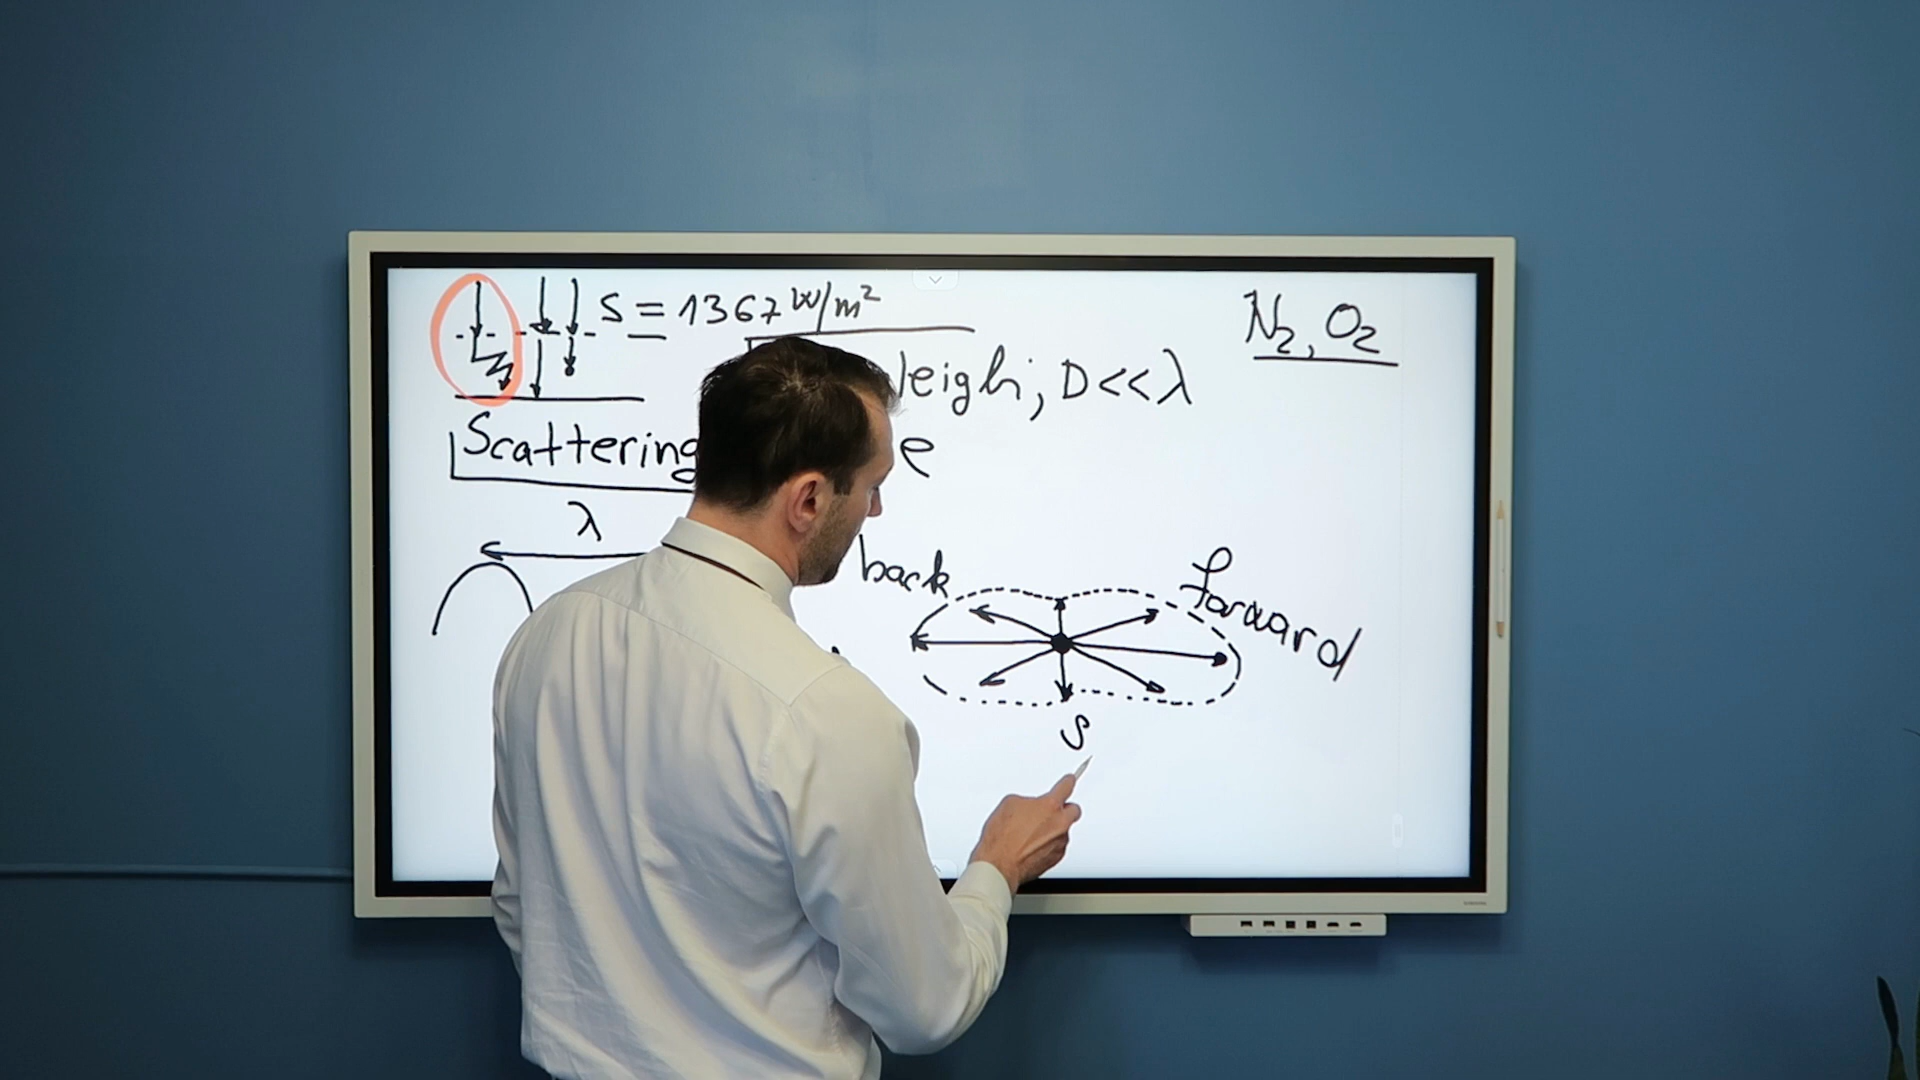 S = 1367 W/m²
N₂, O₂
leigh; D<<λ
Scattering
e
λ
back
forward
S